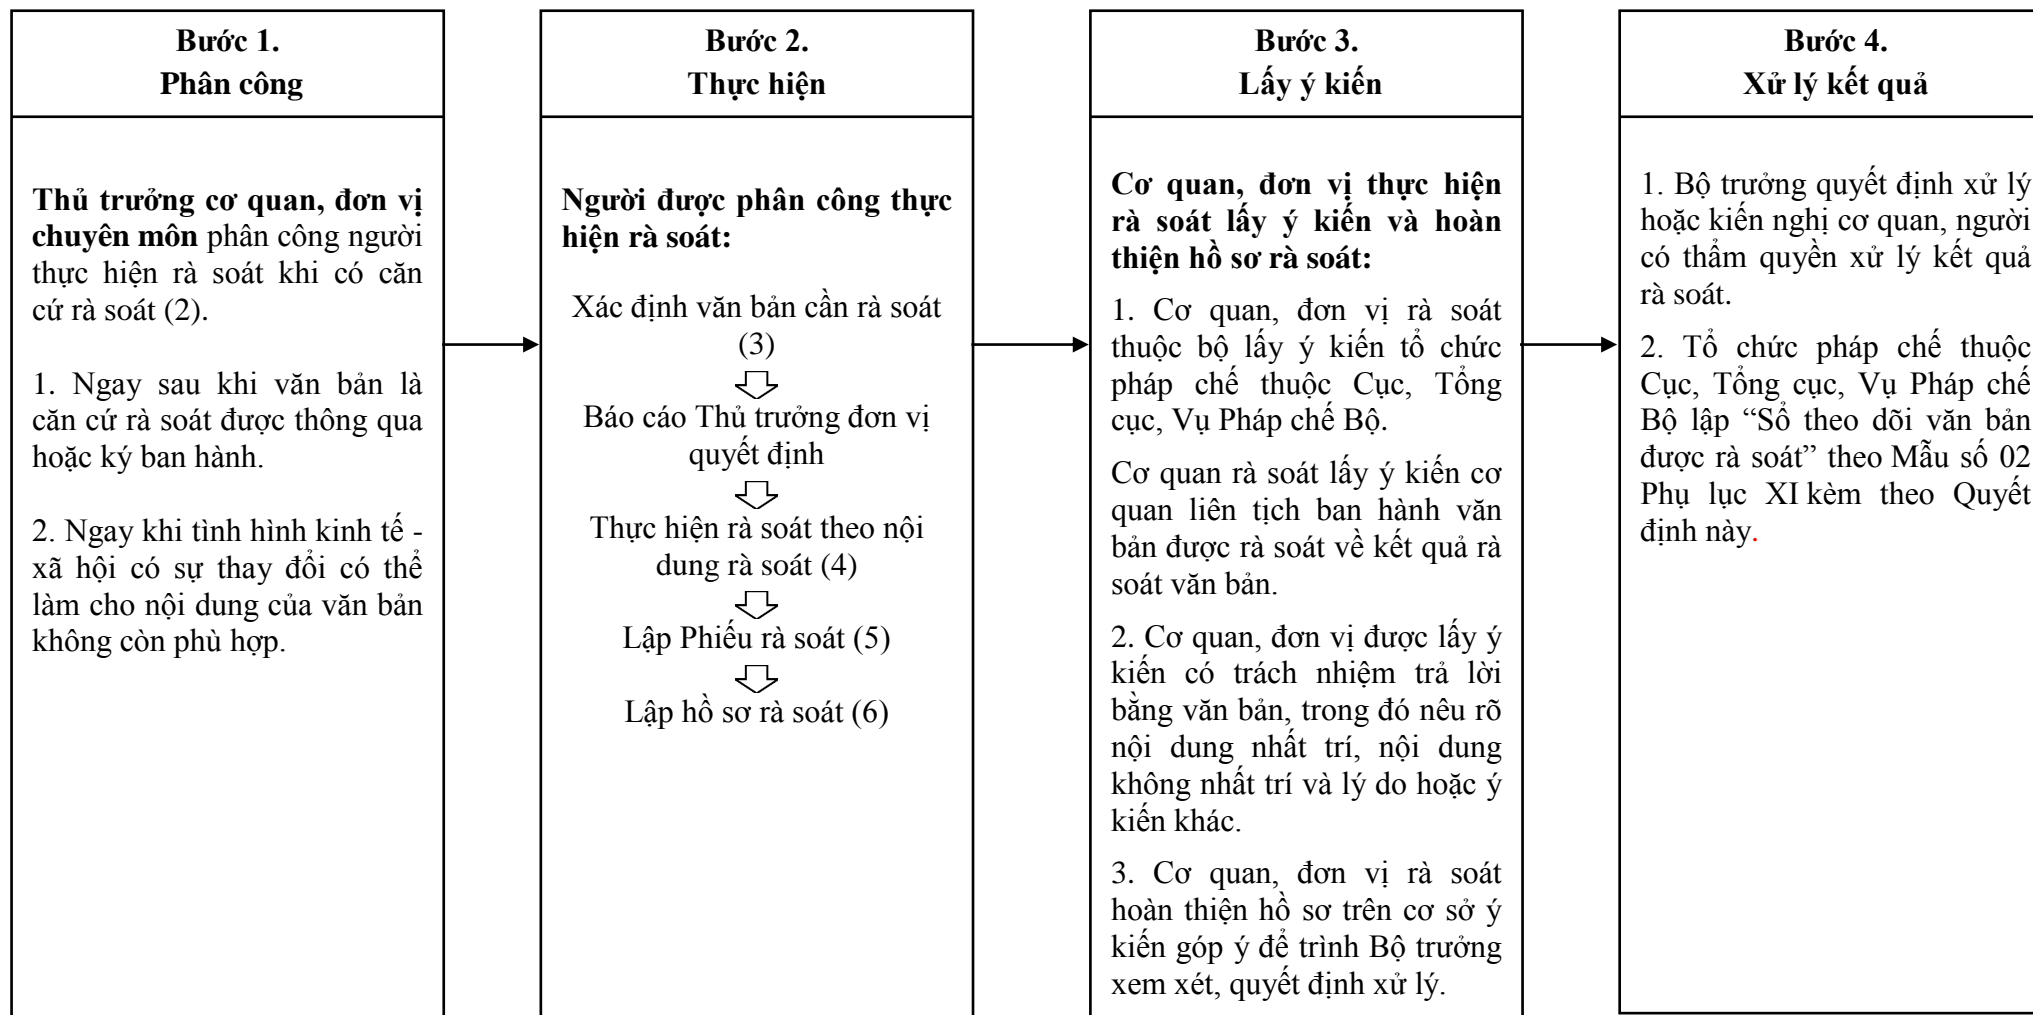 Bước 1.
Phân công
Thủ trưởng cơ quan, đơn vị
chuyên môn phân công người
thực hiện rà soát khi có căn
cứ rà soát (2).
1. Ngay sau khi văn bản là
căn cứ rà soát được thông qua
hoặc ký ban hành.
2. Ngay khi tình hình kinh tế -
xã hội có sự thay đổi có thể
làm cho nội dung của văn bản
không còn phù hợp.
Bước 2.
Thực hiện
Người được phân công thực
hiện rà soát:
Xác định văn bản cần rà soát
(3)
Báo cáo Thủ trưởng đơn vị
quyết định
Thực hiện rà soát theo nội
dung rà soát (4)
Lập Phiếu rà soát (5)
Lập hồ sơ rà soát (6)
Bước 3.
Lấy ý kiến
Cơ quan, đơn vị thực hiện
rà soát lấy ý kiến và hoàn
thiện hồ sơ rà soát:
1. Cơ quan, đơn vị rà soát
thuộc bộ lấy ý kiến tổ chức
pháp chế thuộc Cục, Tổng
cục, Vụ Pháp chế Bộ.
Cơ quan rà soát lấy ý kiến cơ
quan liên tịch ban hành văn
bản được rà soát về kết quả rà
soát văn bản.
2. Cơ quan, đơn vị được lấy ý
kiến có trách nhiệm trả lời
bằng văn bản, trong đó nêu rõ
nội dung nhất trí, nội dung
không nhất trí và lý do hoặc ý
kiến khác.
3. Cơ quan, đơn vị rà soát
hoàn thiện hồ sơ trên cơ sở ý
kiến góp ý để trình Bộ trưởng
xem xét, quyết định xử lý.
Bước 4.
Xử lý kết quả
1. Bộ trưởng quyết định xử lý
hoặc kiến nghị cơ quan, người
có thẩm quyền xử lý kết quả
rà soát.
2. Tổ chức pháp chế thuộc
Cục, Tổng cục, Vụ Pháp chế
Bộ lập “Sổ theo dõi văn bản
được rà soát” theo Mẫu số 02
Phụ lục XI kèm theo Quyết
định này.